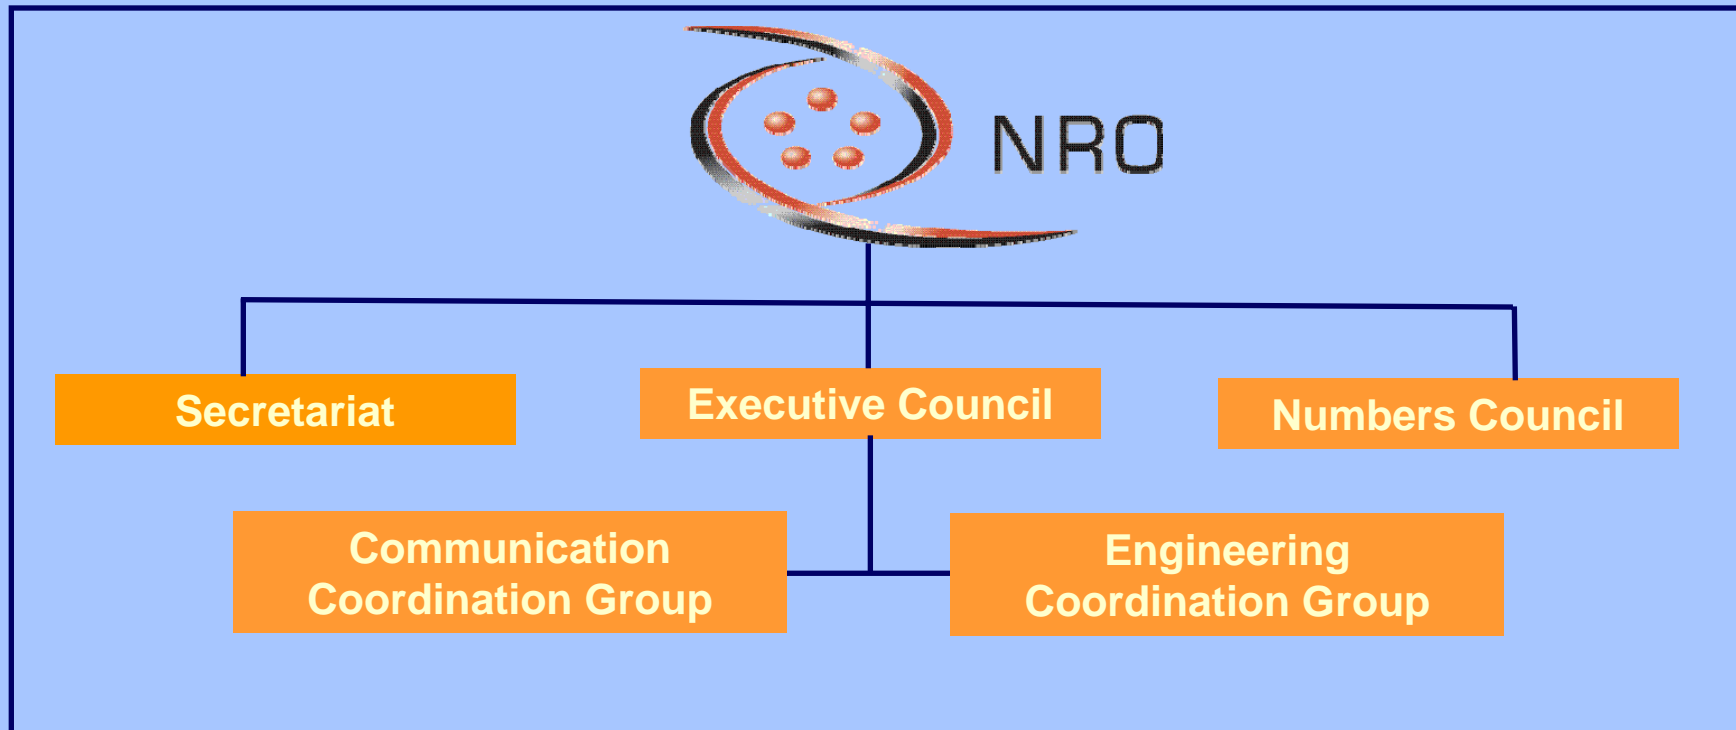 NRO
Secretariat
Executive Council
Numbers Council
Communication
Coordination Group
Engineering
Coordination Group